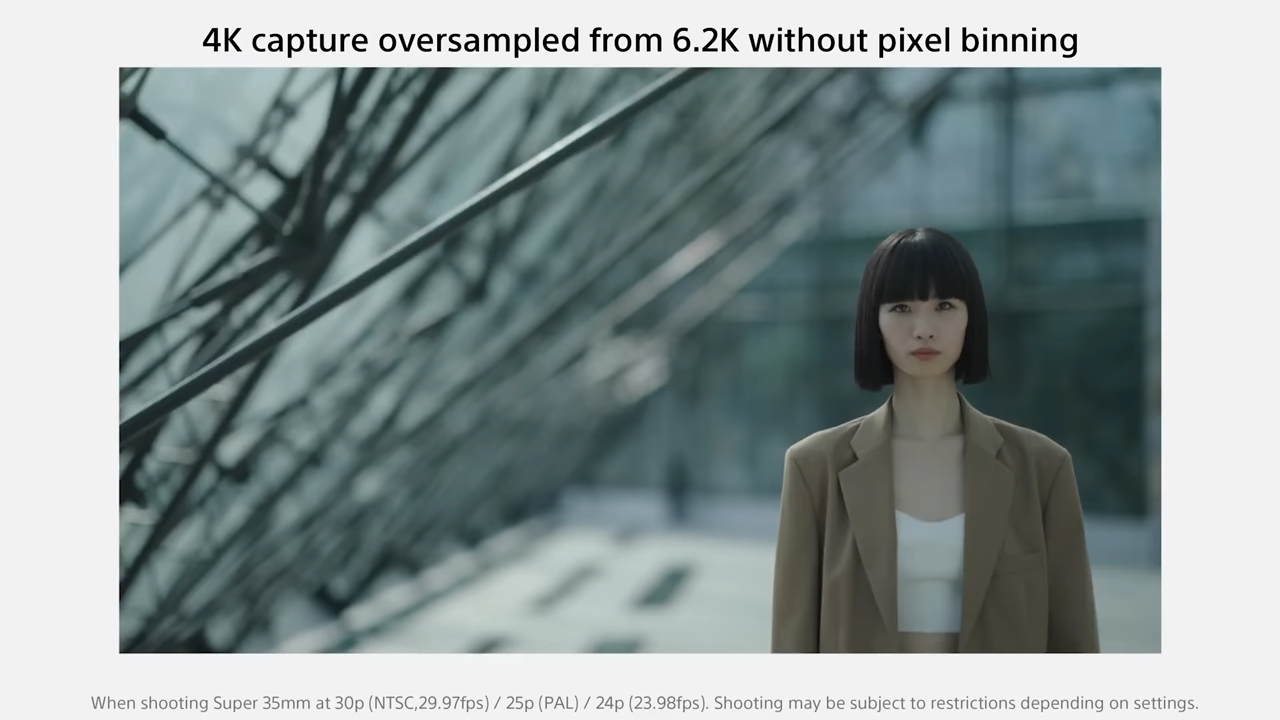 4K capture oversampled from 6.2K without pixel binning
When shooting Super 35mm at 30p (NTSC,29.97fps) / 25p (PAL) / 24p (23.98fps). Shooting may be subject to restrictions depending on settings.